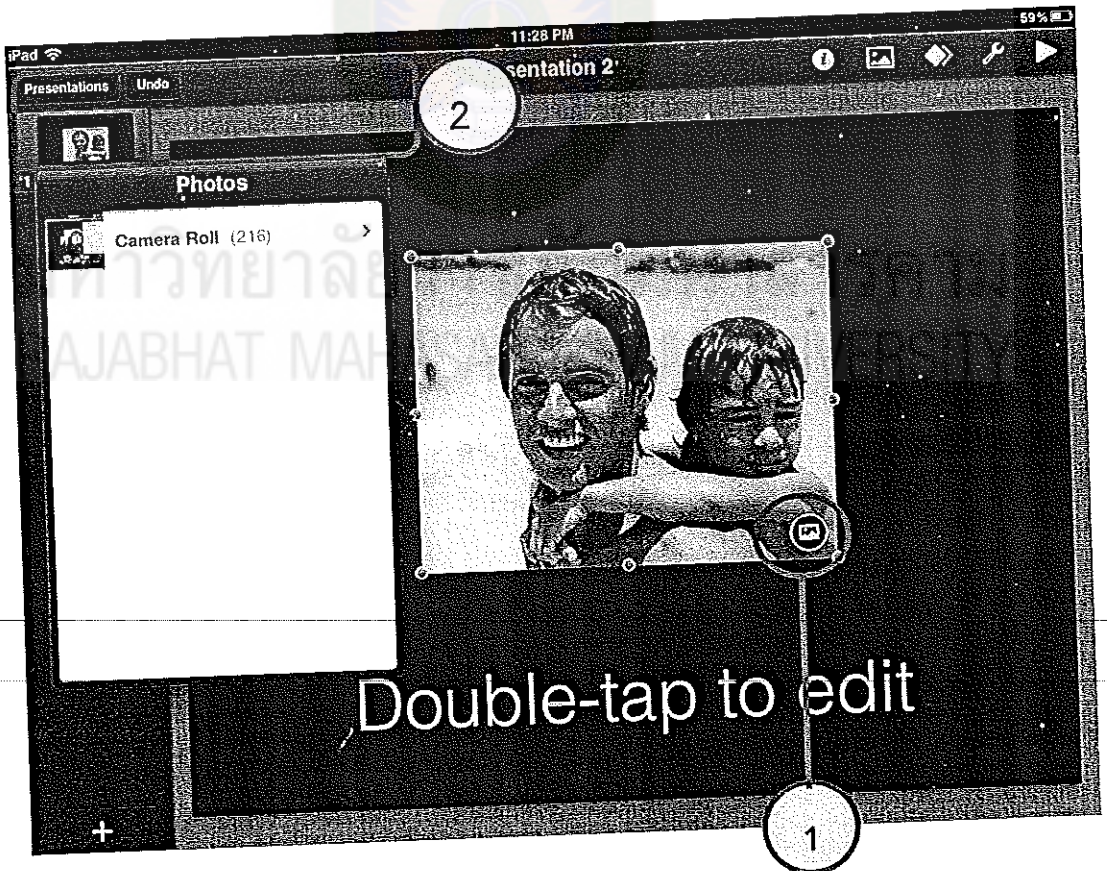 iPad
11:28 PM
59%
Presentations
Undo
sentation 2'
2
1
Photos
Camera Roll (216)
Double-tap to edit
1